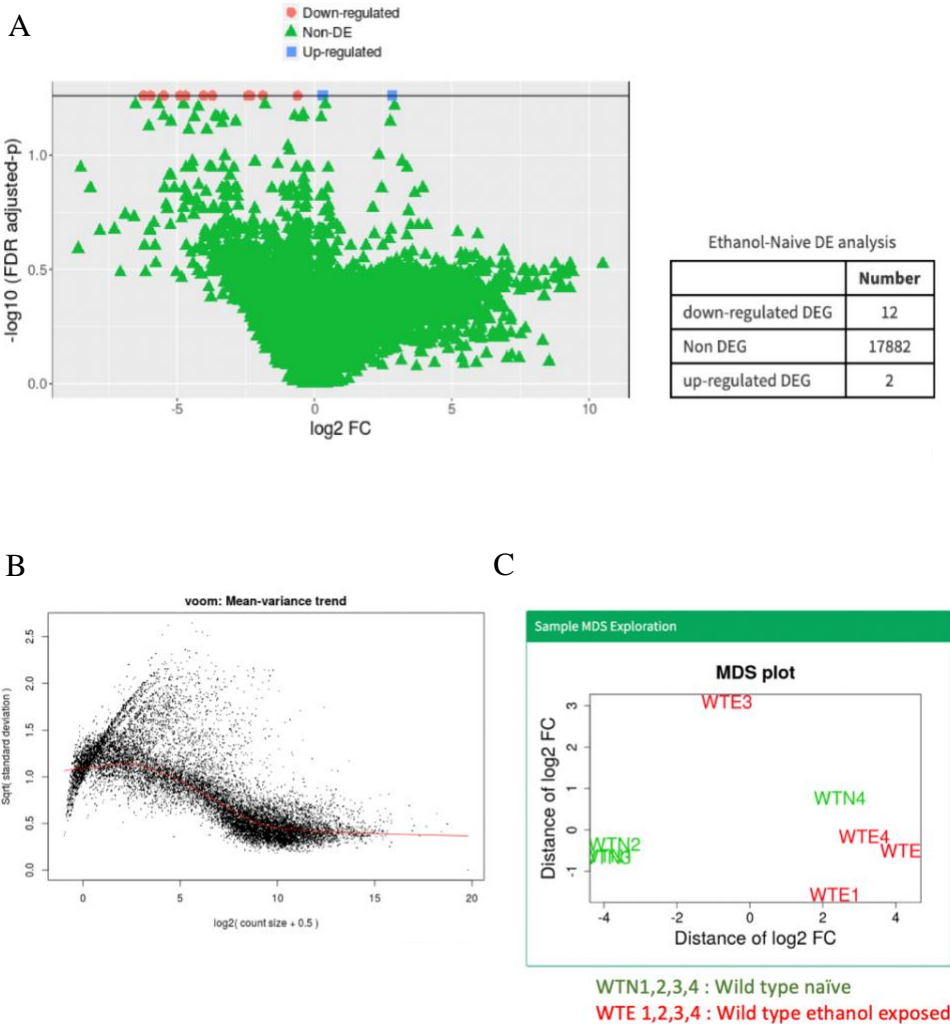 A
Down-regulated
Non-DE
Up-regulated
-log10 (FDR adjusted-p)
1.0
0.5
0.0
-5
0
5
10
log2 FC
Ethanol-Naive DE analysis
Number
down-regulated DEG
12
Non DEG
17882
up-regulated DEG
2
B
voom: Mean-variance trend
Sqrt( standard deviation )
2.5
2.0
1.5
1.0
0.5
0.0
0
5
10
15
20
log2( count size + 0.5 )
C
Sample MDS Exploration
MDS plot
Distance of log2 FC
3
2
1
0
-1
WTE3
WTN4
WTE4
WTE
WTN2
WTE1
-4
-2
0
2
4
Distance of log2 FC
WTN1,2,3,4 : Wild type naïve
WTE 1,2,3,4 : Wild type ethanol exposed